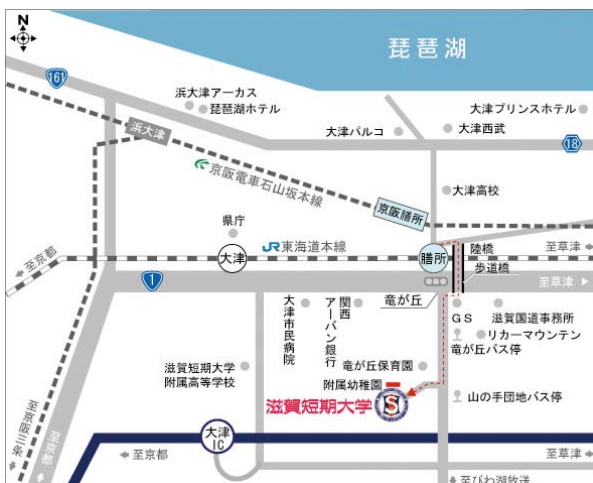 N
琵琶湖
161
浜大津アーカス
琵琶湖ホテル
大津プリンスホテル
大津パルコ
大津西武
18
浜大津
京阪電車石山坂本線
大津高校
京阪膳所
県庁
JR東海道本線
大津
膳所
陸橋
至草津
至京都
歩道橋
1
至草津
竜が丘
大津市民病院
関西
アーバン銀行
GS
滋賀国道事務所
リカーマウンテン
竜が丘バス停
滋賀短期大学
附属高等学校
竜が丘保育園
附属幼稚園
滋賀短期大学
S
山の手団地バス停
至京阪三条
至京都
大津
IC
至京都
至草津
至びわ湖放送